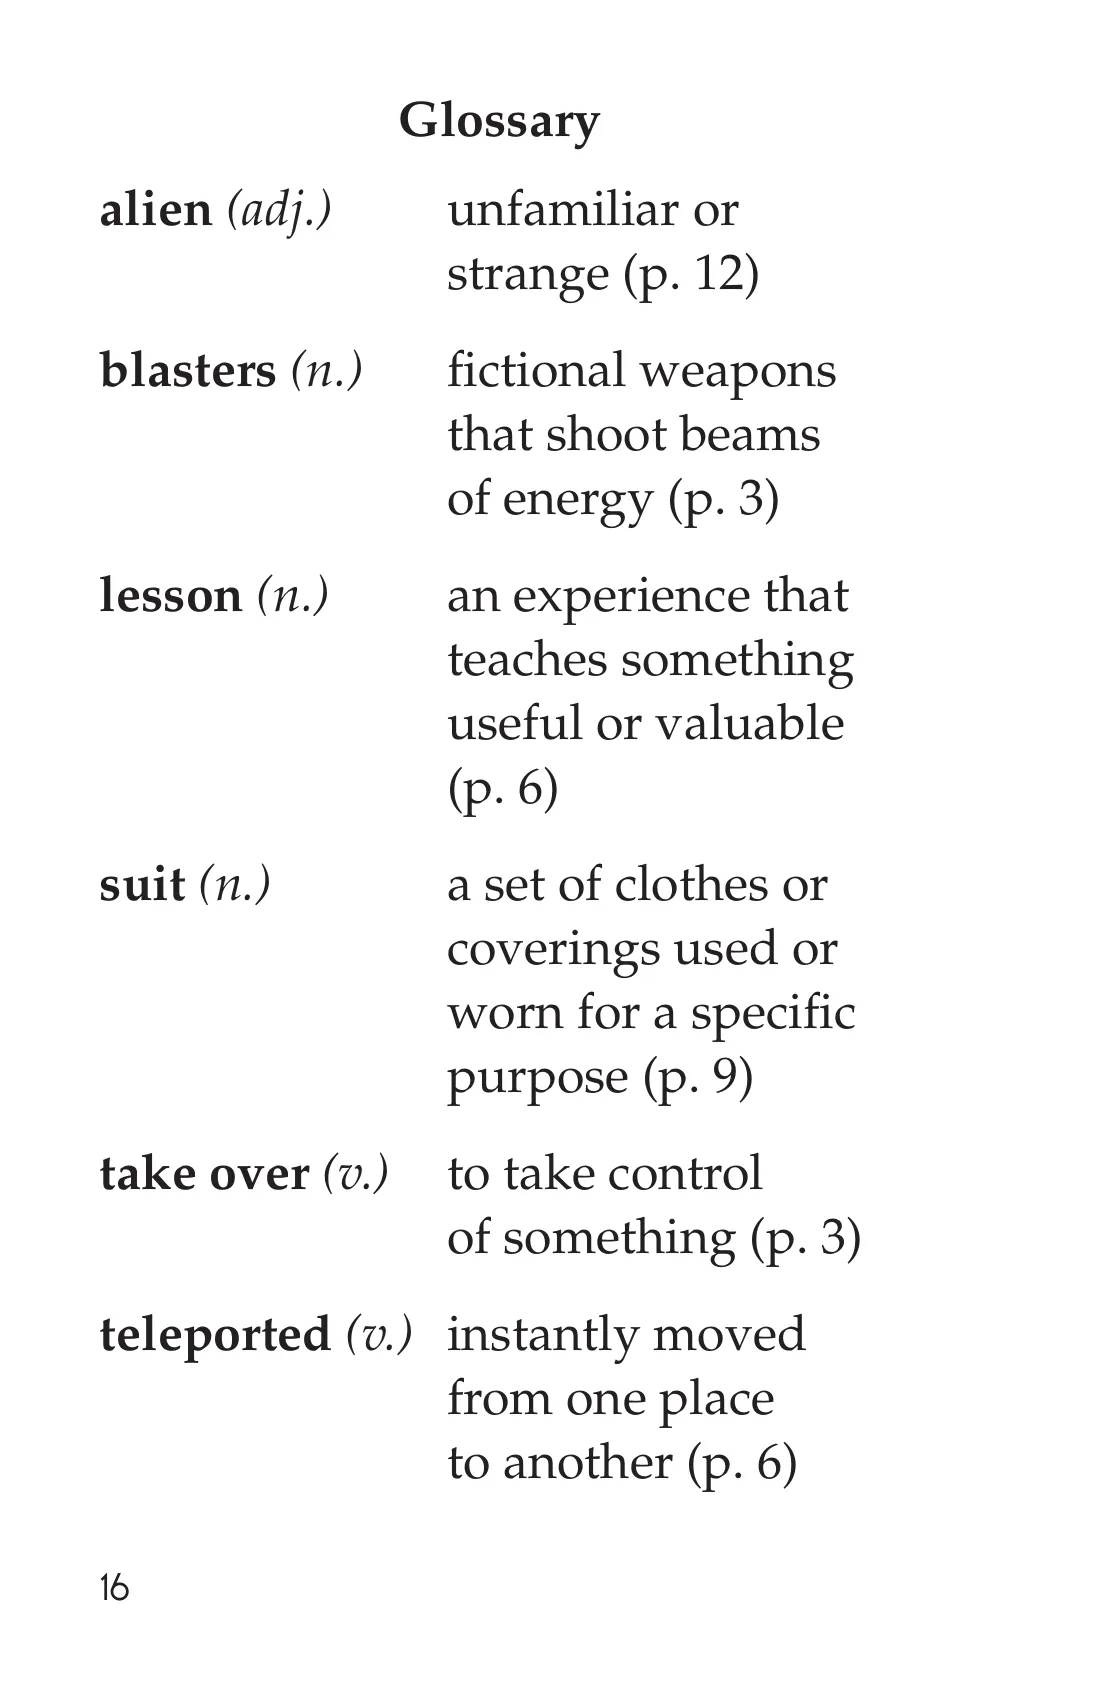 Glossary
alien (adj.) unfamiliar or
strange (p. 12)
blasters (n.) fictional weapons
that shoot beams
of energy (p. 3)
lesson (n.) an experience that
teaches something
useful or valuable
(p. 6)
suit (n.) a set of clothes or
coverings used or
worn for a specific
purpose (p. 9)
take over (v.) to take control
of something (p. 3)
teleported (v.) instantly moved
from one place
to another (p. 6)
16